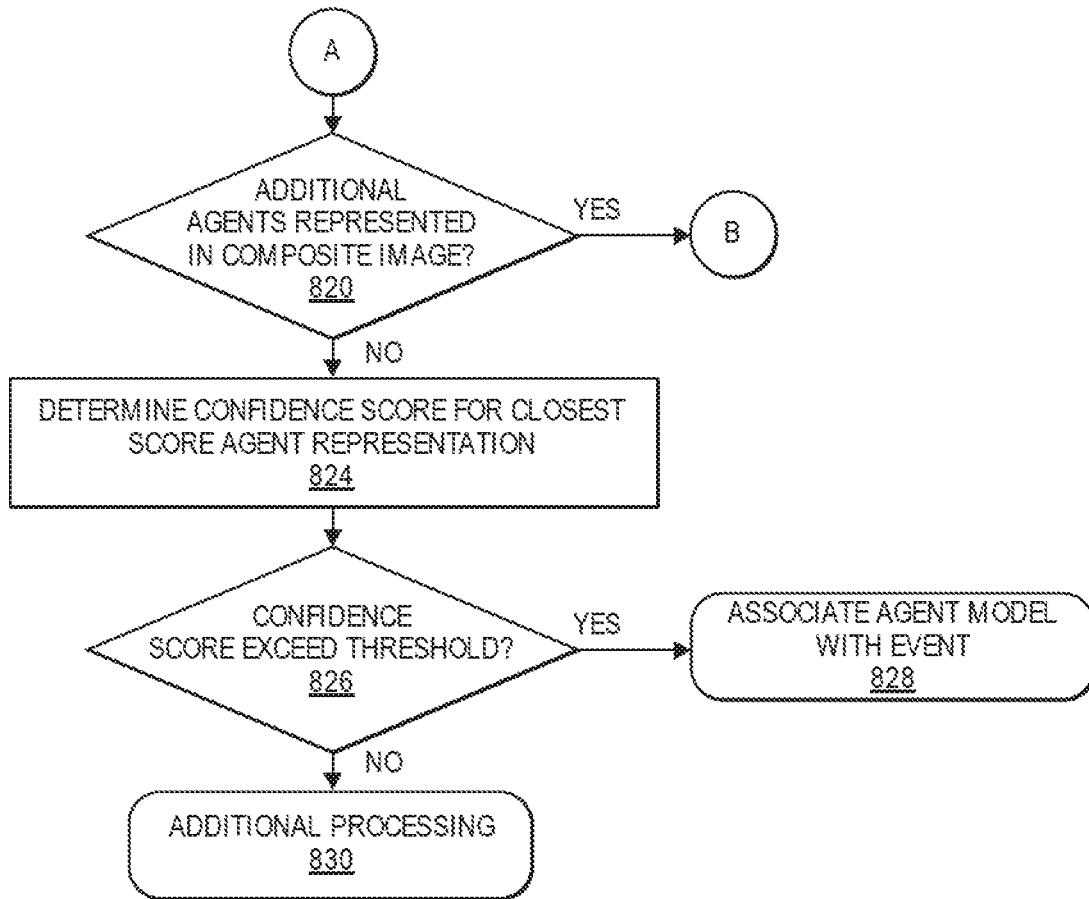 A
ADDITIONAL
AGENTS REPRESENTED
IN COMPOSITE IMAGE?
820
YES
B
NO
DETERMINE CONFIDENCE SCORE FOR CLOSEST
SCORE AGENT REPRESENTATION
824
CONFIDENCE
SCORE EXCEED THRESHOLD?
826
YES
ASSOCIATE AGENT MODEL
WITH EVENT
828
NO
ADDITIONAL PROCESSING
830